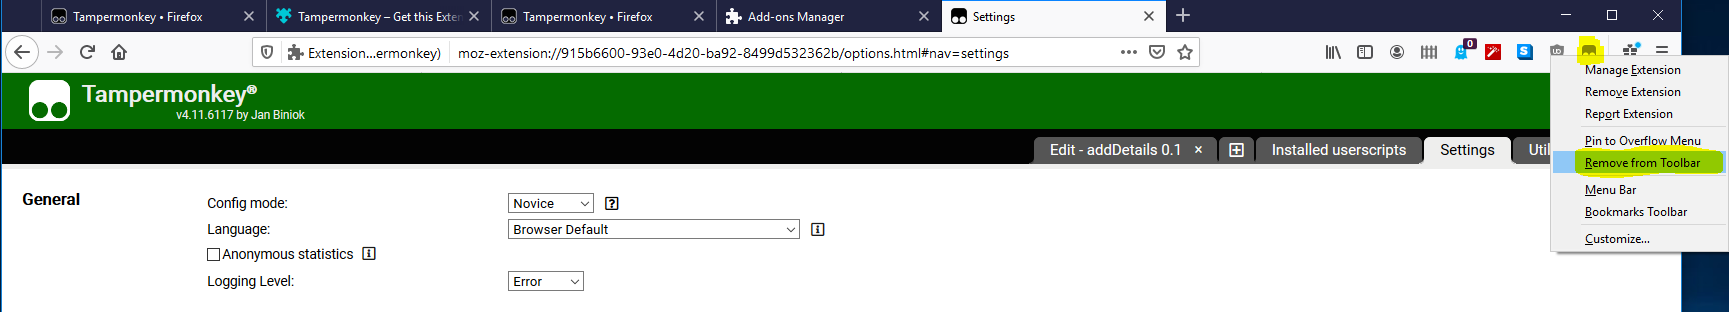 Tampermonkey • Firefox
Tampermonkey – Get this Exten
Tampermonkey • Firefox
Add-ons Manager
Settings
Extension...ermonkey) moz-extension://915b6600-93e0-4d20-ba92-8499d532362b/options.html#nav=settings
0
S
Tampermonkey®
v4.11.6117 by Jan Biniok
Edit - addDetails 0.1
Installed userscripts
Settings
Util
Manage Extension
Remove Extension
Report Extension
Pin to Overflow Menu
Remove from Toolbar
Menu Bar
Bookmarks Toolbar
Customize...
General
Config mode: Novice
Language: Browser Default
Anonymous statistics
Logging Level: Error